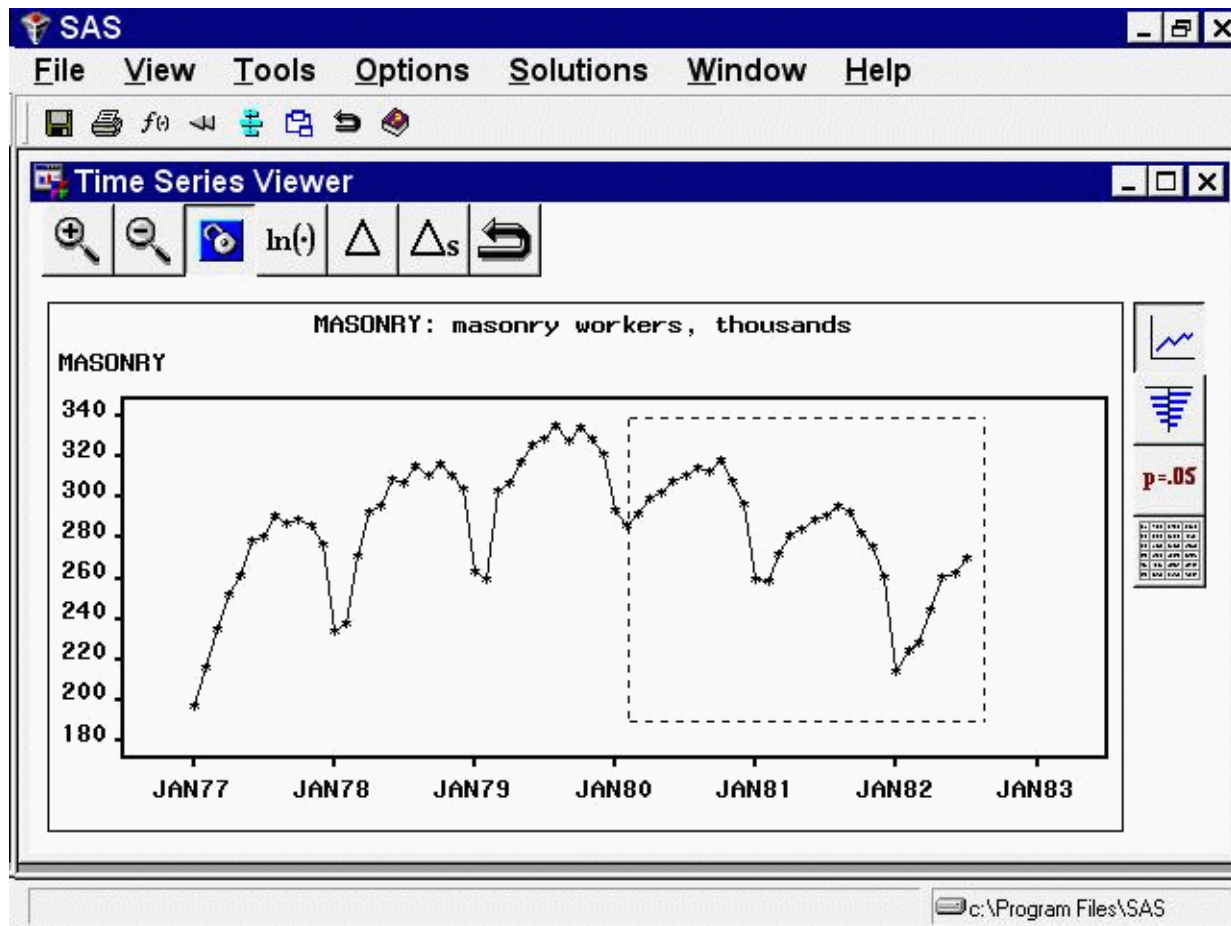 SAS
File View Tools Options Solutions Window Help
f(·)
Time Series Viewer
ln(·) Δ Δs
MASONRY: masonry workers, thousands
MASONRY
340
320
300
280
260
240
220
200
180
JAN77 JAN78 JAN79 JAN80 JAN81 JAN82 JAN83
p=.05
c:\Program Files\SAS